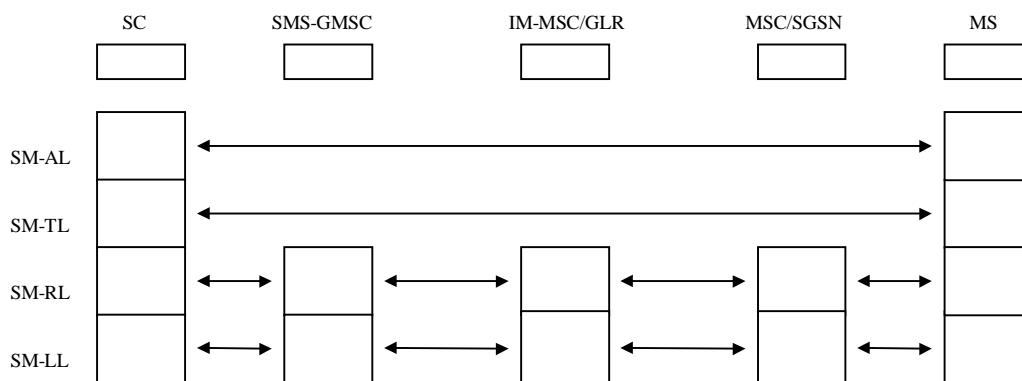 SC SMS-GMSC IM-MSC/GLR MSC/SGSN MS
SM-AL
SM-TL
SM-RL
SM-LL